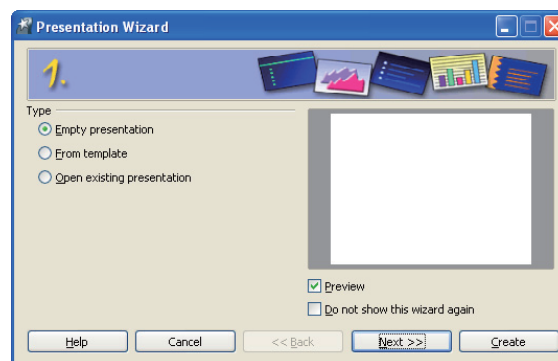 Presentation Wizard
1.
Type
Empty presentation
From template
Open existing presentation
Preview
Do not show this wizard again
Help
Cancel
<< Back
Next >>
Create